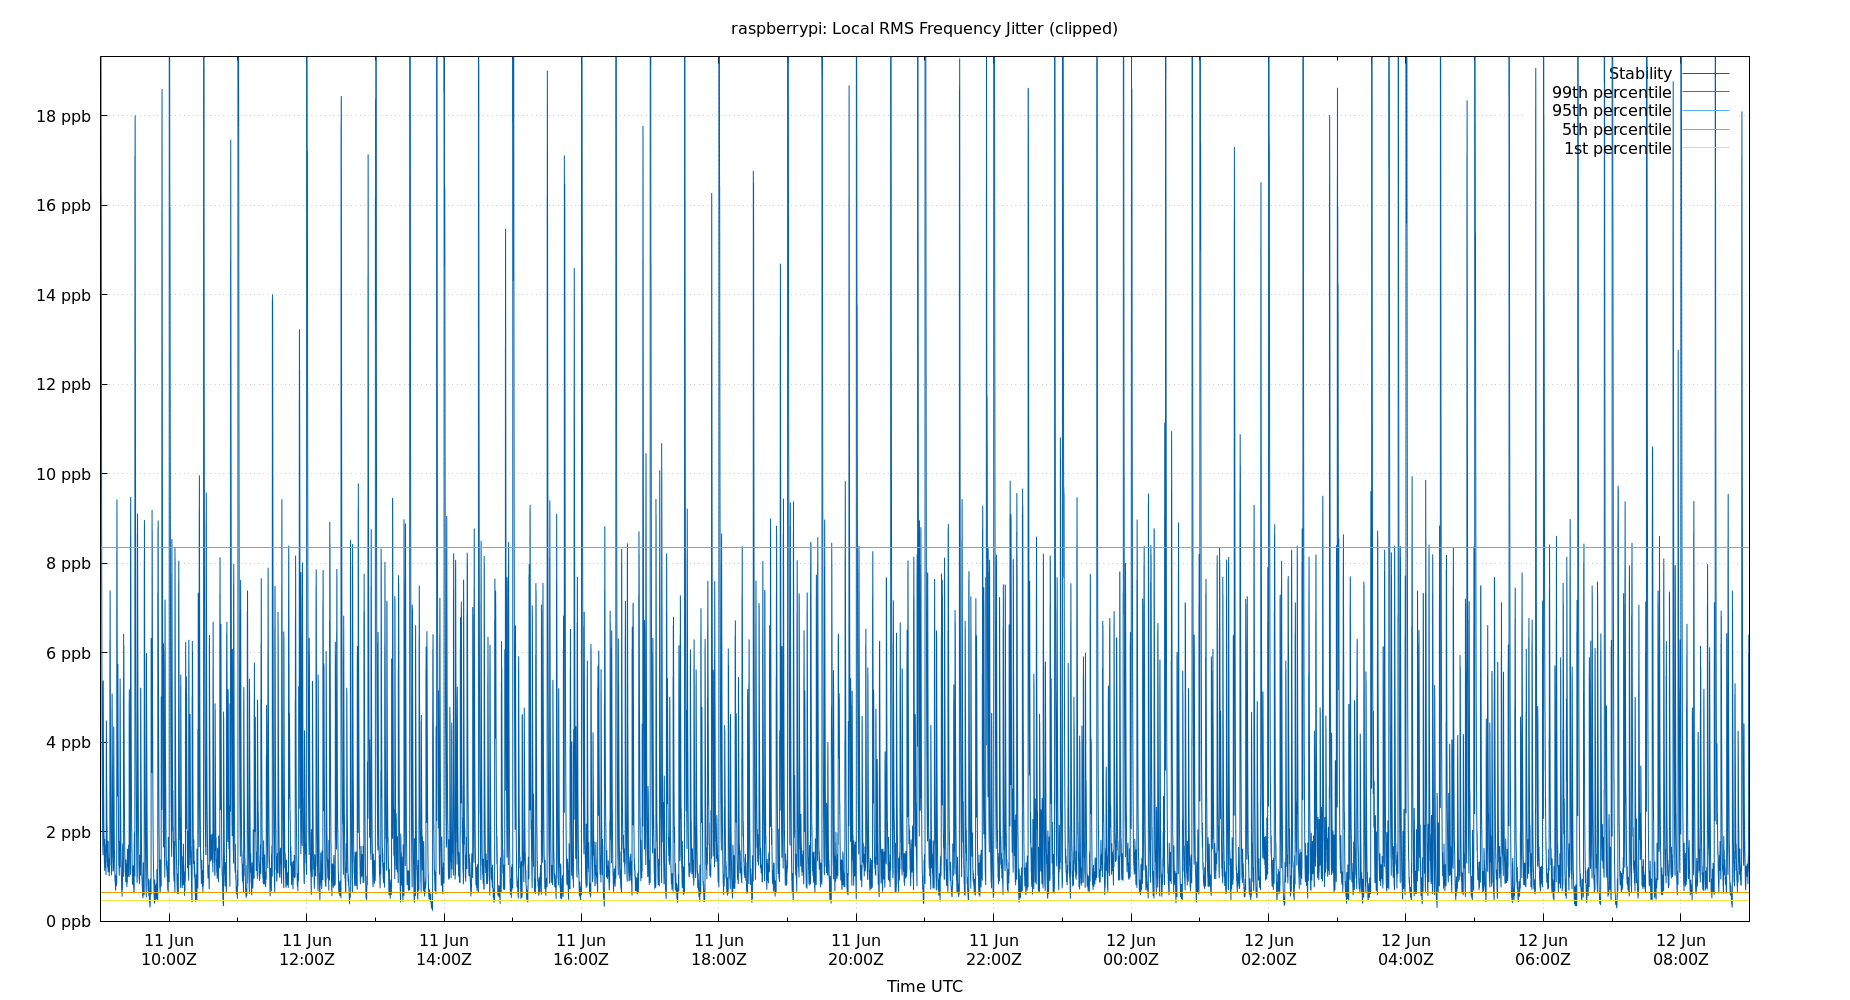 raspberrypi: Local RMS Frequency Jitter (clipped)
Stability
99th percentile
95th percentile
5th percentile
1st percentile
18 ppb
16 ppb
14 ppb
12 ppb
10 ppb
8 ppb
6 ppb
4 ppb
2 ppb
0 ppb
11 Jun 11 Jun 11 Jun 11 Jun 11 Jun 11 Jun 11 Jun 12 Jun 12 Jun 12 Jun 12 Jun 12 Jun
10:00Z 12:00Z 14:00Z 16:00Z 18:00Z 20:00Z 22:00Z 00:00Z 02:00Z 04:00Z 06:00Z 08:00Z
Time UTC